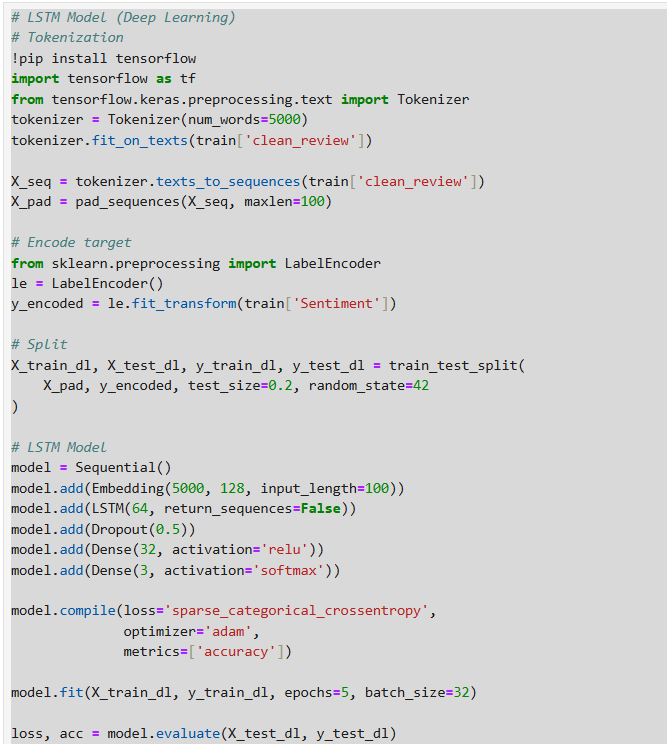 # LSTM Model (Deep Learning)
# Tokenization
!pip install tensorflow
import tensorflow as tf
from tensorflow.keras.preprocessing.text import Tokenizer
tokenizer = Tokenizer(num_words=5000)
tokenizer.fit_on_texts(train['clean_review'])

X_seq = tokenizer.texts_to_sequences(train['clean_review'])
X_pad = pad_sequences(X_seq, maxlen=100)

# Encode target
from sklearn.preprocessing import LabelEncoder
le = LabelEncoder()
y_encoded = le.fit_transform(train['Sentiment'])

# Split
X_train_dl, X_test_dl, y_train_dl, y_test_dl = train_test_split(
    X_pad, y_encoded, test_size=0.2, random_state=42
)

# LSTM Model
model = Sequential()
model.add(Embedding(5000, 128, input_length=100))
model.add(LSTM(64, return_sequences=False))
model.add(Dropout(0.5))
model.add(Dense(32, activation='relu'))
model.add(Dense(3, activation='softmax'))

model.compile(loss='sparse_categorical_crossentropy',
              optimizer='adam',
              metrics=['accuracy'])

model.fit(X_train_dl, y_train_dl, epochs=5, batch_size=32)

loss, acc = model.evaluate(X_test_dl, y_test_dl)